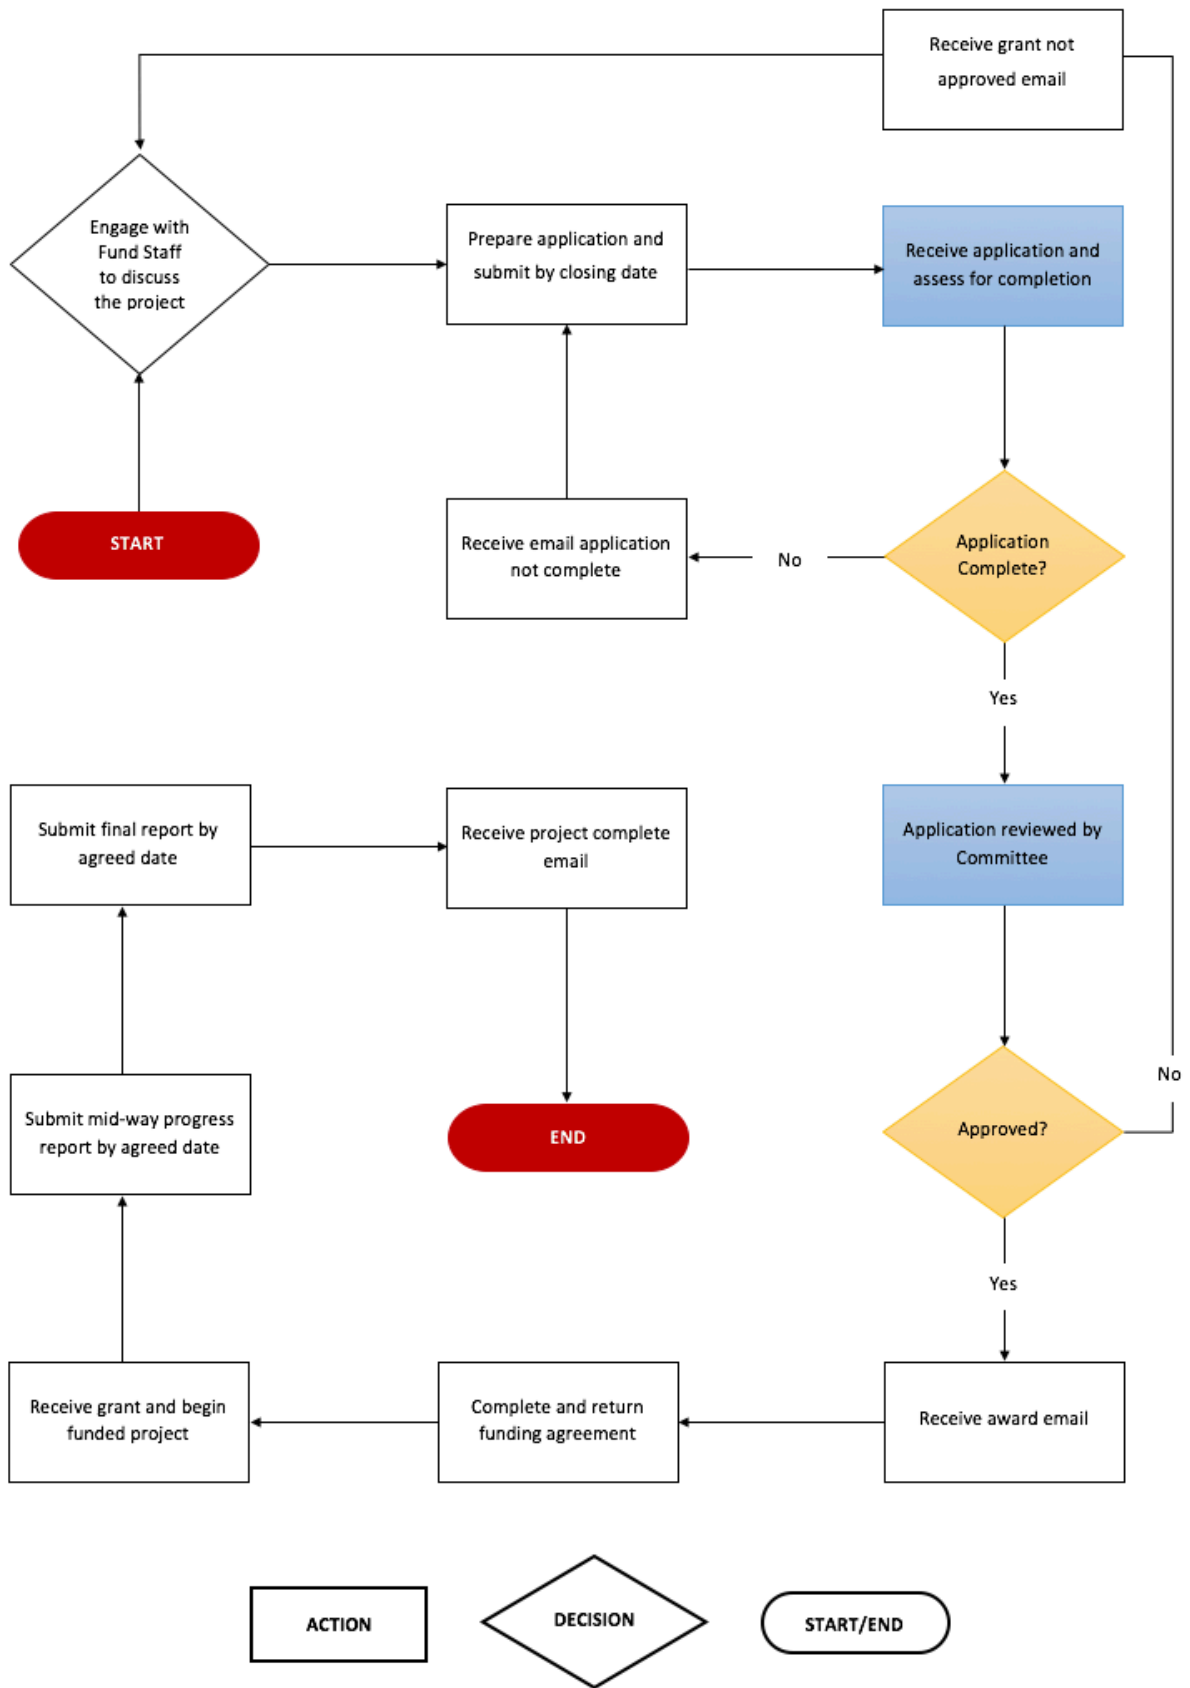 Receive grant not
approved email
Engage with
Fund Staff
to discuss
the project
Prepare application and
submit by closing date
Receive application and
assess for completion
START
Receive email application
not complete
No
Application
Complete?
Yes
Submit final report by
agreed date
Receive project complete
email
Application reviewed by
Committee
No
Submit mid-way progress
report by agreed date
END
Approved?
Yes
Receive grant and begin
funded project
Complete and return
funding agreement
Receive award email
ACTION
DECISION
START/END